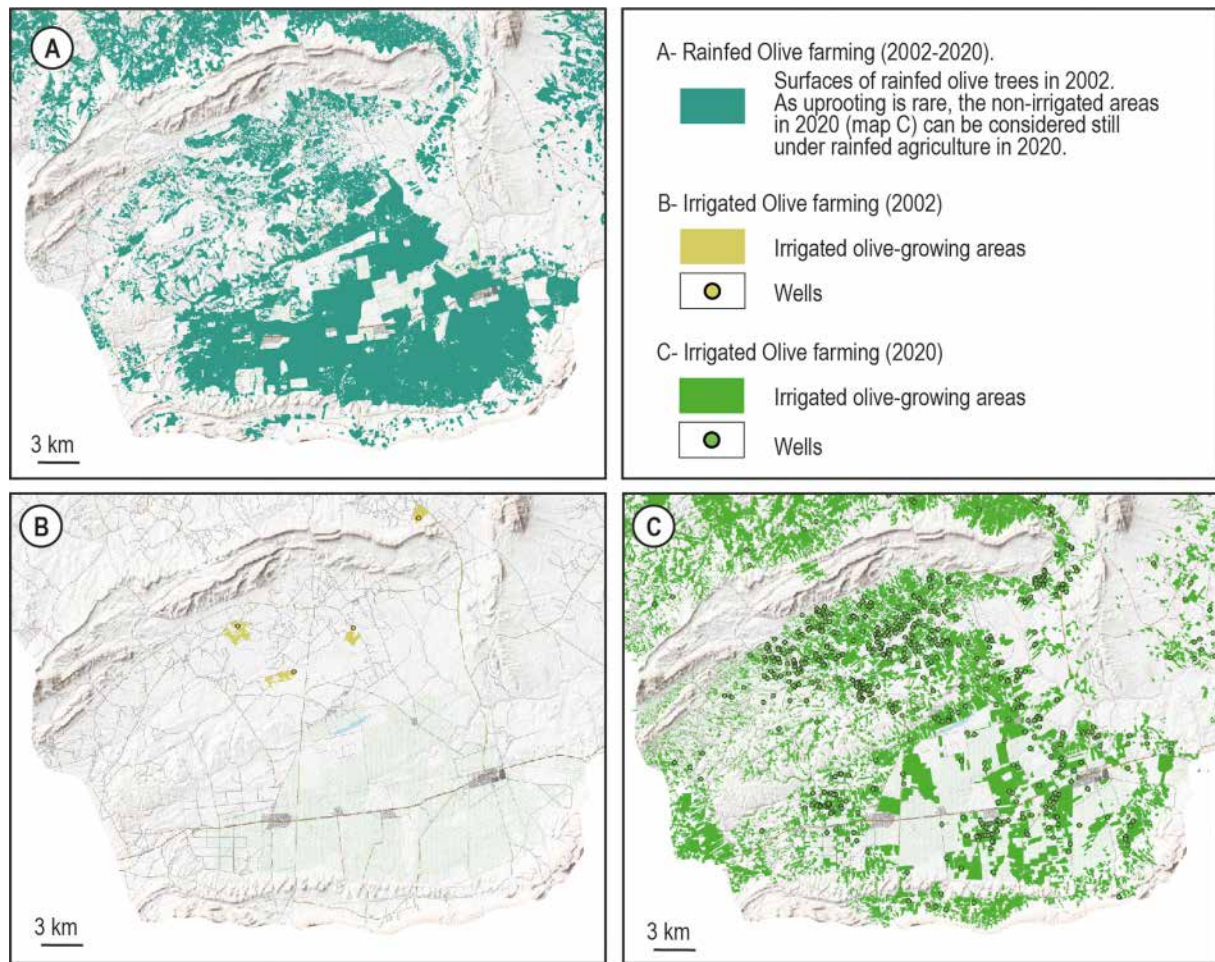 A
A- Rainfed Olive farming (2002-2020).
Surfaces of rainfed olive trees in 2002.
As uprooting is rare, the non-irrigated areas
in 2020 (map C) can be considered still
under rainfed agriculture in 2020.
B- Irrigated Olive farming (2002)
Irrigated olive-growing areas
Wells
C- Irrigated Olive farming (2020)
Irrigated olive-growing areas
Wells
3 km
B
3 km
C
3 km